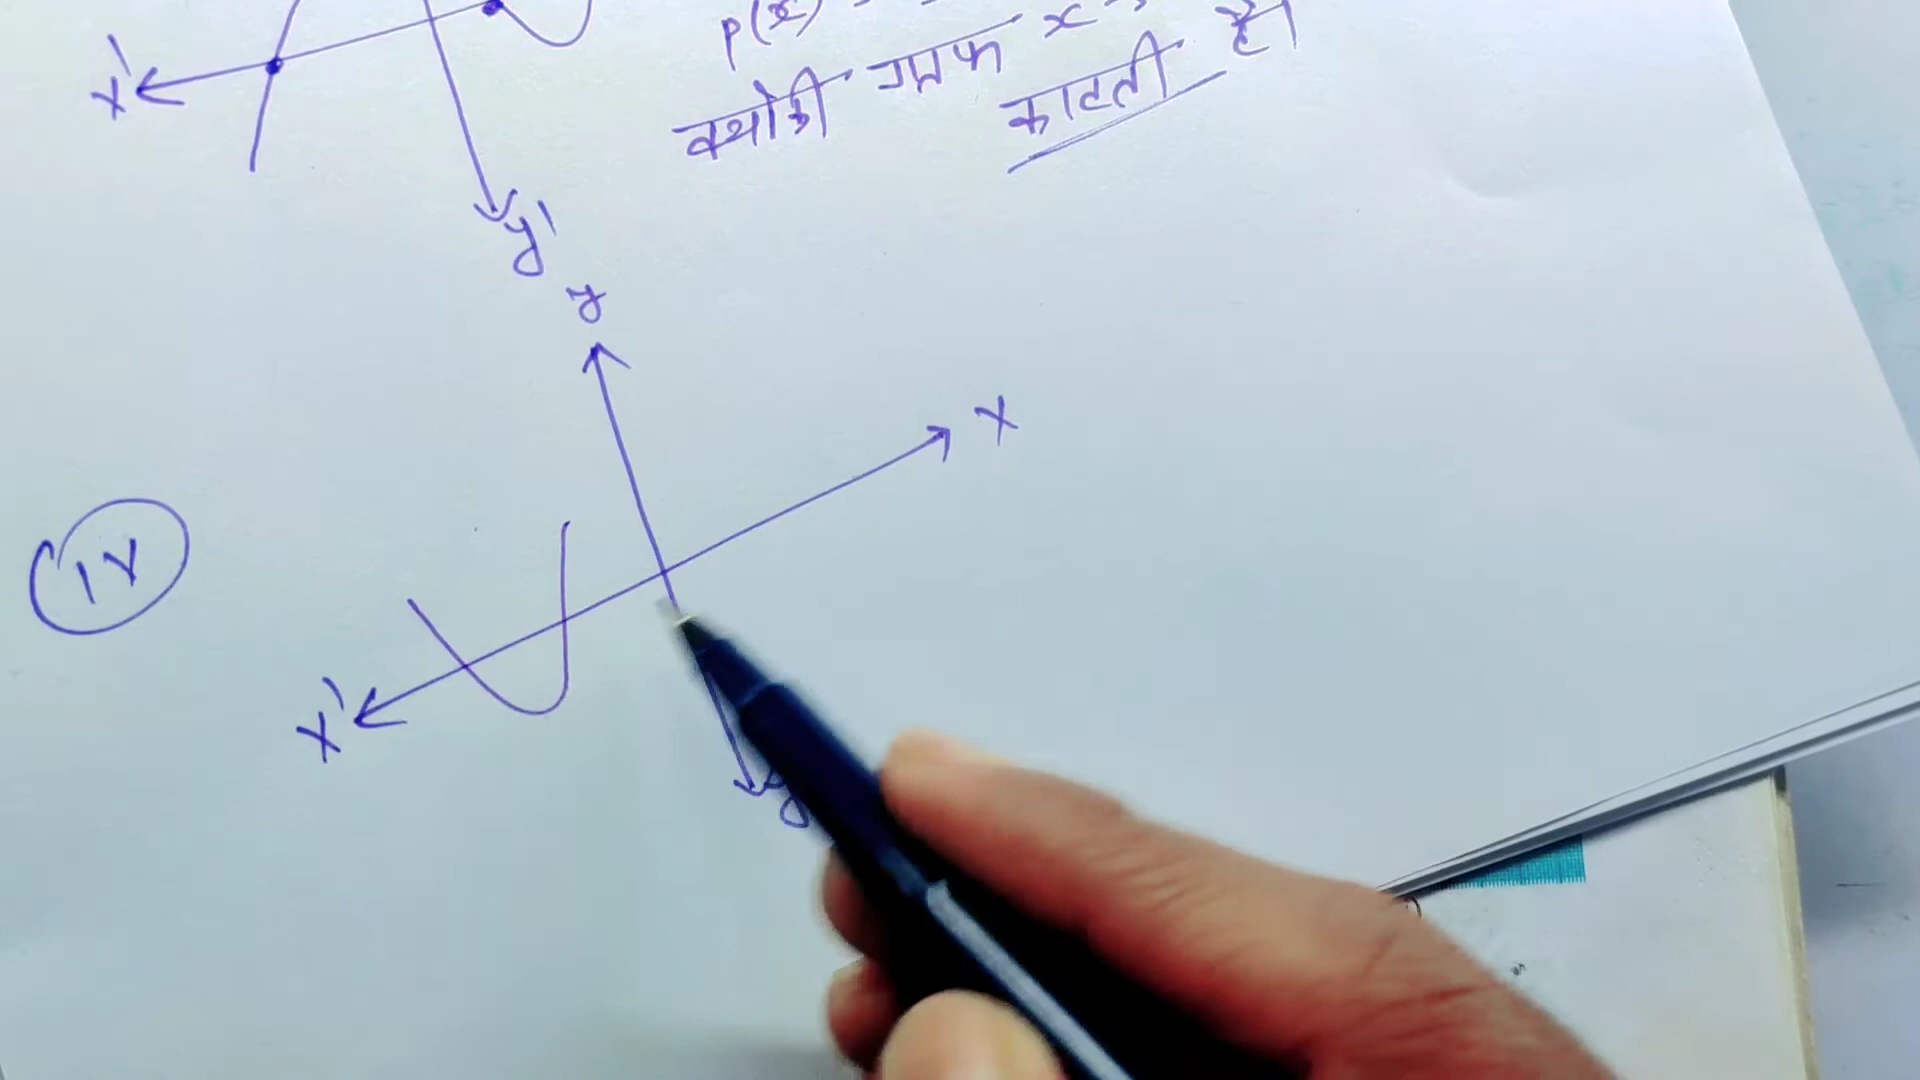 p(x)
X'
क्योकी ग्राफ x
काटती है।
y'
y
X
IV
X'
y